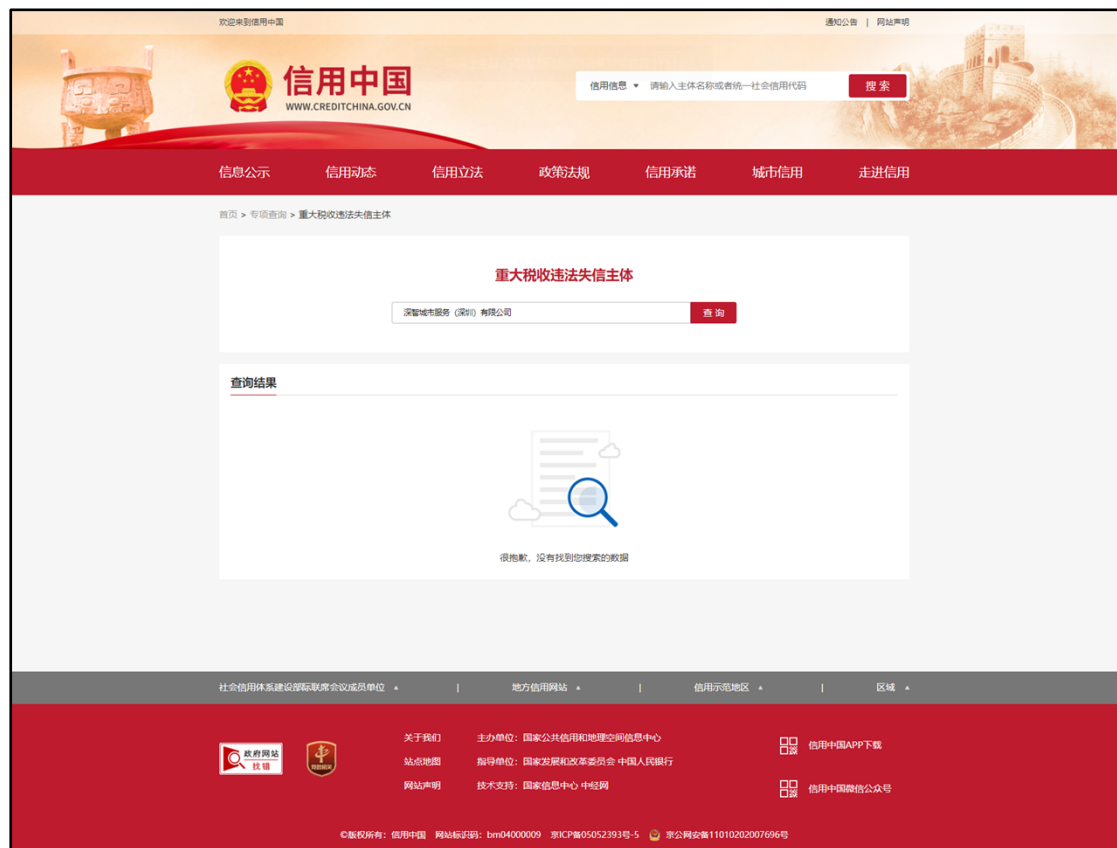 欢迎来到信用中国
通知公告 | 网站声明
信用中国
WWW.CREDITCHINA.GOV.CN
信用信息 ▼ 请输入主体名称或者统一社会信用代码 搜索
信息公示 信用动态 信用立法 政策法规 信用承诺 城市信用 走进信用
首页 > 专项查询 > 重大税收违法失信主体
重大税收违法失信主体
深智城市服务（深圳）有限公司 查询
查询结果
很抱歉，没有找到您搜索的数据
社会信用体系建设部际联席会议成员单位 ▲ | 地方信用网站 ▲ | 信用示范地区 ▲ | 区域 ▲
政府网站
找错
党政机关
关于我们 主办单位：国家公共信用和地理空间信息中心
站点地图 指导单位：国家发展和改革委员会 中国人民银行
网站声明 技术支持：国家信息中心 中经网
信用中国APP下载
信用中国微信公众号
©版权所有：信用中国 网站标识码：bm04000009 京ICP备05052393号-5 京公网安备11010202007696号